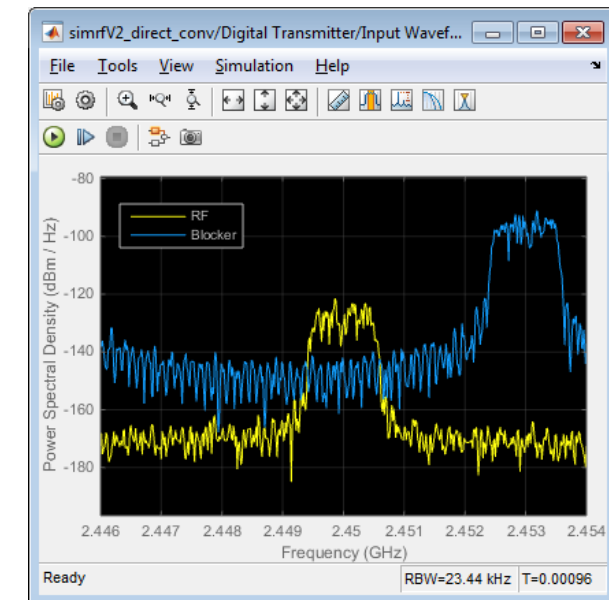 simrfV2_direct_conv/Digital Transmitter/Input Wavef...
File Tools View Simulation Help
-80
-100
-120
-140
-160
-180
Power Spectral Density (dBm / Hz)
RF
Blocker
2.446 2.447 2.448 2.449 2.45 2.451 2.452 2.453 2.454
Frequency (GHz)
Ready RBW=23.44 kHz T=0.00096